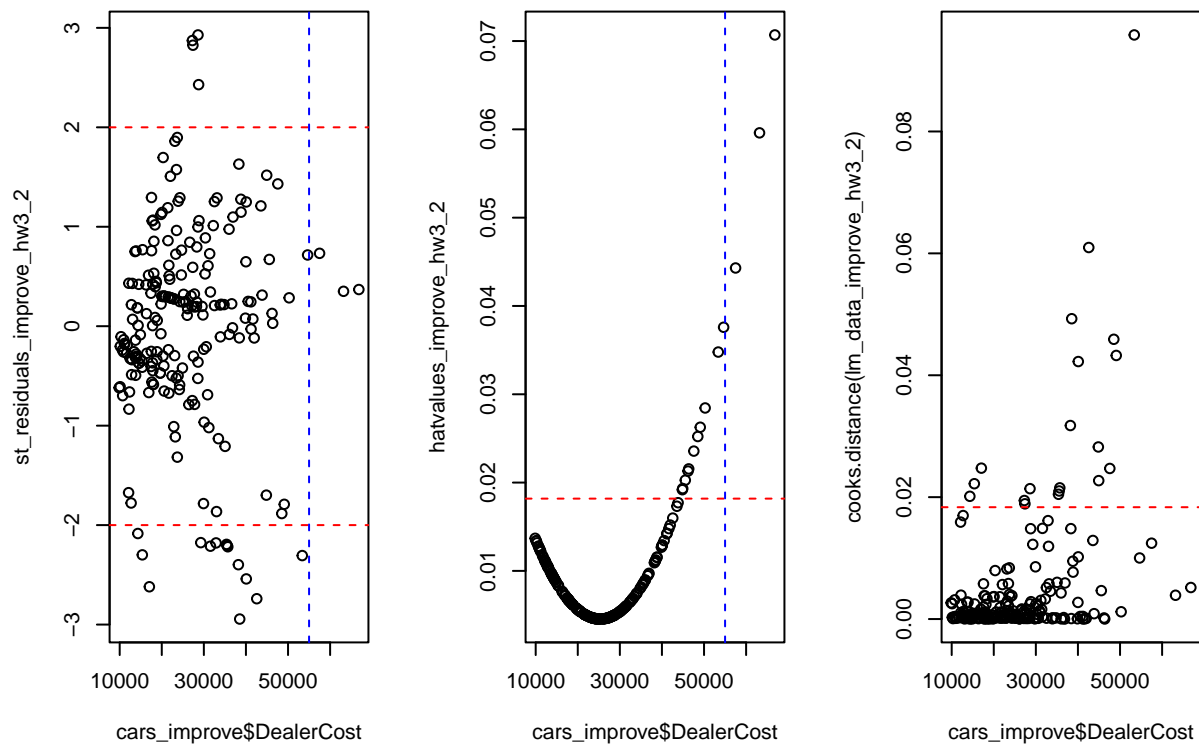 st_residuals_improve_hw3_2
3
2
1
0
−1
−2
−3
10000 30000 50000
cars_improve$DealerCost
hatvalues_improve_hw3_2
0.07
0.06
0.05
0.04
0.03
0.02
0.01
10000 30000 50000
cars_improve$DealerCost
cooks.distance(lm_data_improve_hw3_2)
0.08
0.06
0.04
0.02
0.00
10000 30000 50000
cars_improve$DealerCost